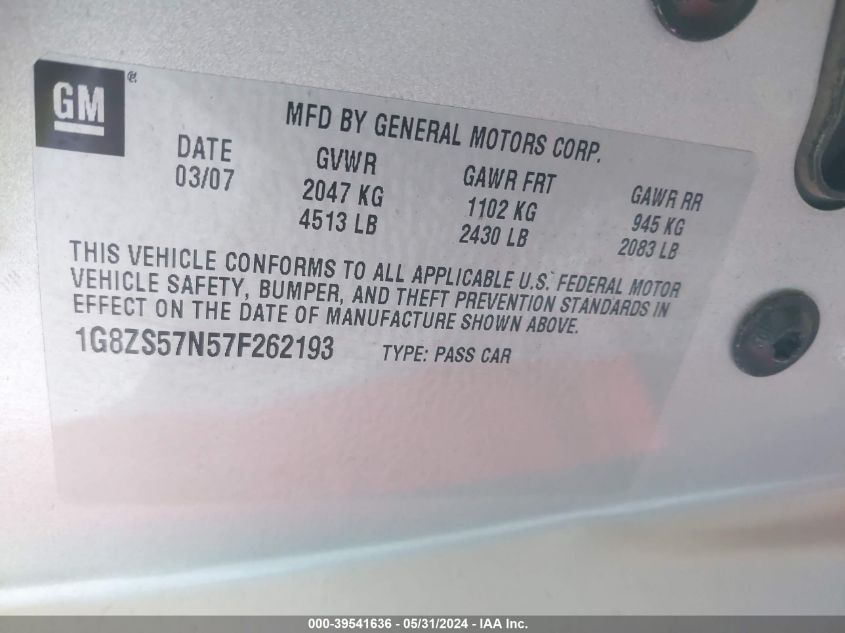 GM ®
MFD BY GENERAL MOTORS CORP.
DATE GVWR GAWR FRT GAWR RR
03/07 2047 KG 1102 KG 945 KG
4513 LB 2430 LB 2083 LB
THIS VEHICLE CONFORMS TO ALL APPLICABLE U.S. FEDERAL MOTOR
VEHICLE SAFETY, BUMPER, AND THEFT PREVENTION STANDARDS IN
EFFECT ON THE DATE OF MANUFACTURE SHOWN ABOVE.
1G8ZS57N57F262193 TYPE: PASS CAR
000-39541636 - 05/31/2024 - IAA Inc.